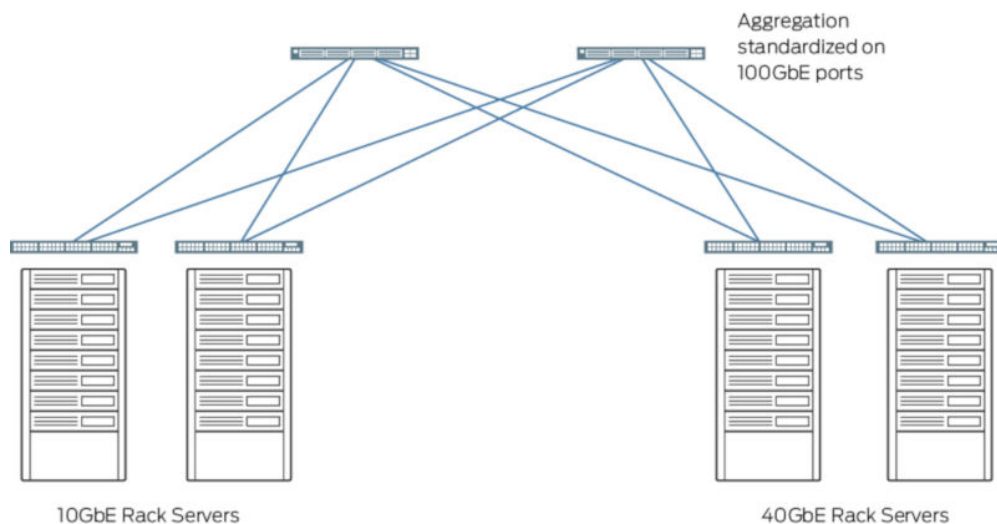 Aggregation
standardized on
100GbE ports
10GbE Rack Servers
40GbE Rack Servers